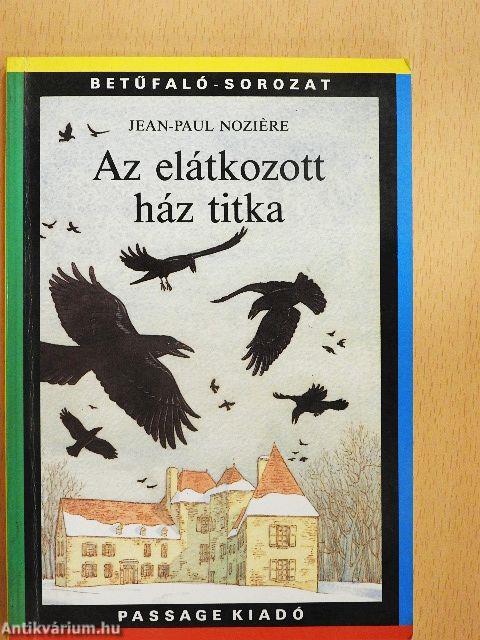 BETŰFALÓ-SOROZAT
JEAN-PAUL NOZIÈRE
Az elátkozott
ház titka
PASSAGE KIADÓ
Antikvárium.hu